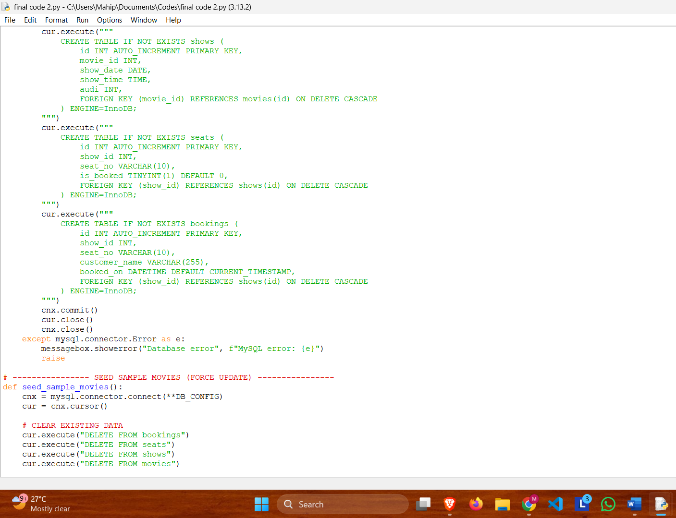 final code 2.py - C:\Users\Mahip\Documents\Codes\final code 2.py (3.13.2)
File Edit Format Run Options Window Help
cur.execute("""
CREATE TABLE IF NOT EXISTS shows (
id INT AUTO_INCREMENT PRIMARY KEY,
movie_id INT,
show_date DATE,
show_time TIME,
audi INT,
FOREIGN KEY (movie_id) REFERENCES movies(id) ON DELETE CASCADE
) ENGINE=InnoDB;
""")
cur.execute("""
CREATE TABLE IF NOT EXISTS seats (
id INT AUTO_INCREMENT PRIMARY KEY,
show_id INT,
seat_no VARCHAR(10),
is_booked TINYINT(1) DEFAULT 0,
FOREIGN KEY (show_id) REFERENCES shows(id) ON DELETE CASCADE
) ENGINE=InnoDB;
""")
cur.execute("""
CREATE TABLE IF NOT EXISTS bookings (
id INT AUTO_INCREMENT PRIMARY KEY,
show_id INT,
seat_no VARCHAR(10),
customer_name VARCHAR(255),
booked_on DATETIME DEFAULT CURRENT_TIMESTAMP,
FOREIGN KEY (show_id) REFERENCES shows(id) ON DELETE CASCADE
) ENGINE=InnoDB;
""")
cnx.commit()
cur.close()
cnx.close()
except mysql.connector.Error as e:
messagebox.showerror("Database error", f"MySQL error: {e}")
raise
# ---------------- SEED SAMPLE MOVIES (FORCE UPDATE) ----------------
def seed_sample_movies():
cnx = mysql.connector.connect(**DB_CONFIG)
cur = cnx.cursor()
# CLEAR EXISTING DATA
cur.execute("DELETE FROM bookings")
cur.execute("DELETE FROM seats")
cur.execute("DELETE FROM shows")
cur.execute("DELETE FROM movies")
27°C
Mostly clear
Search